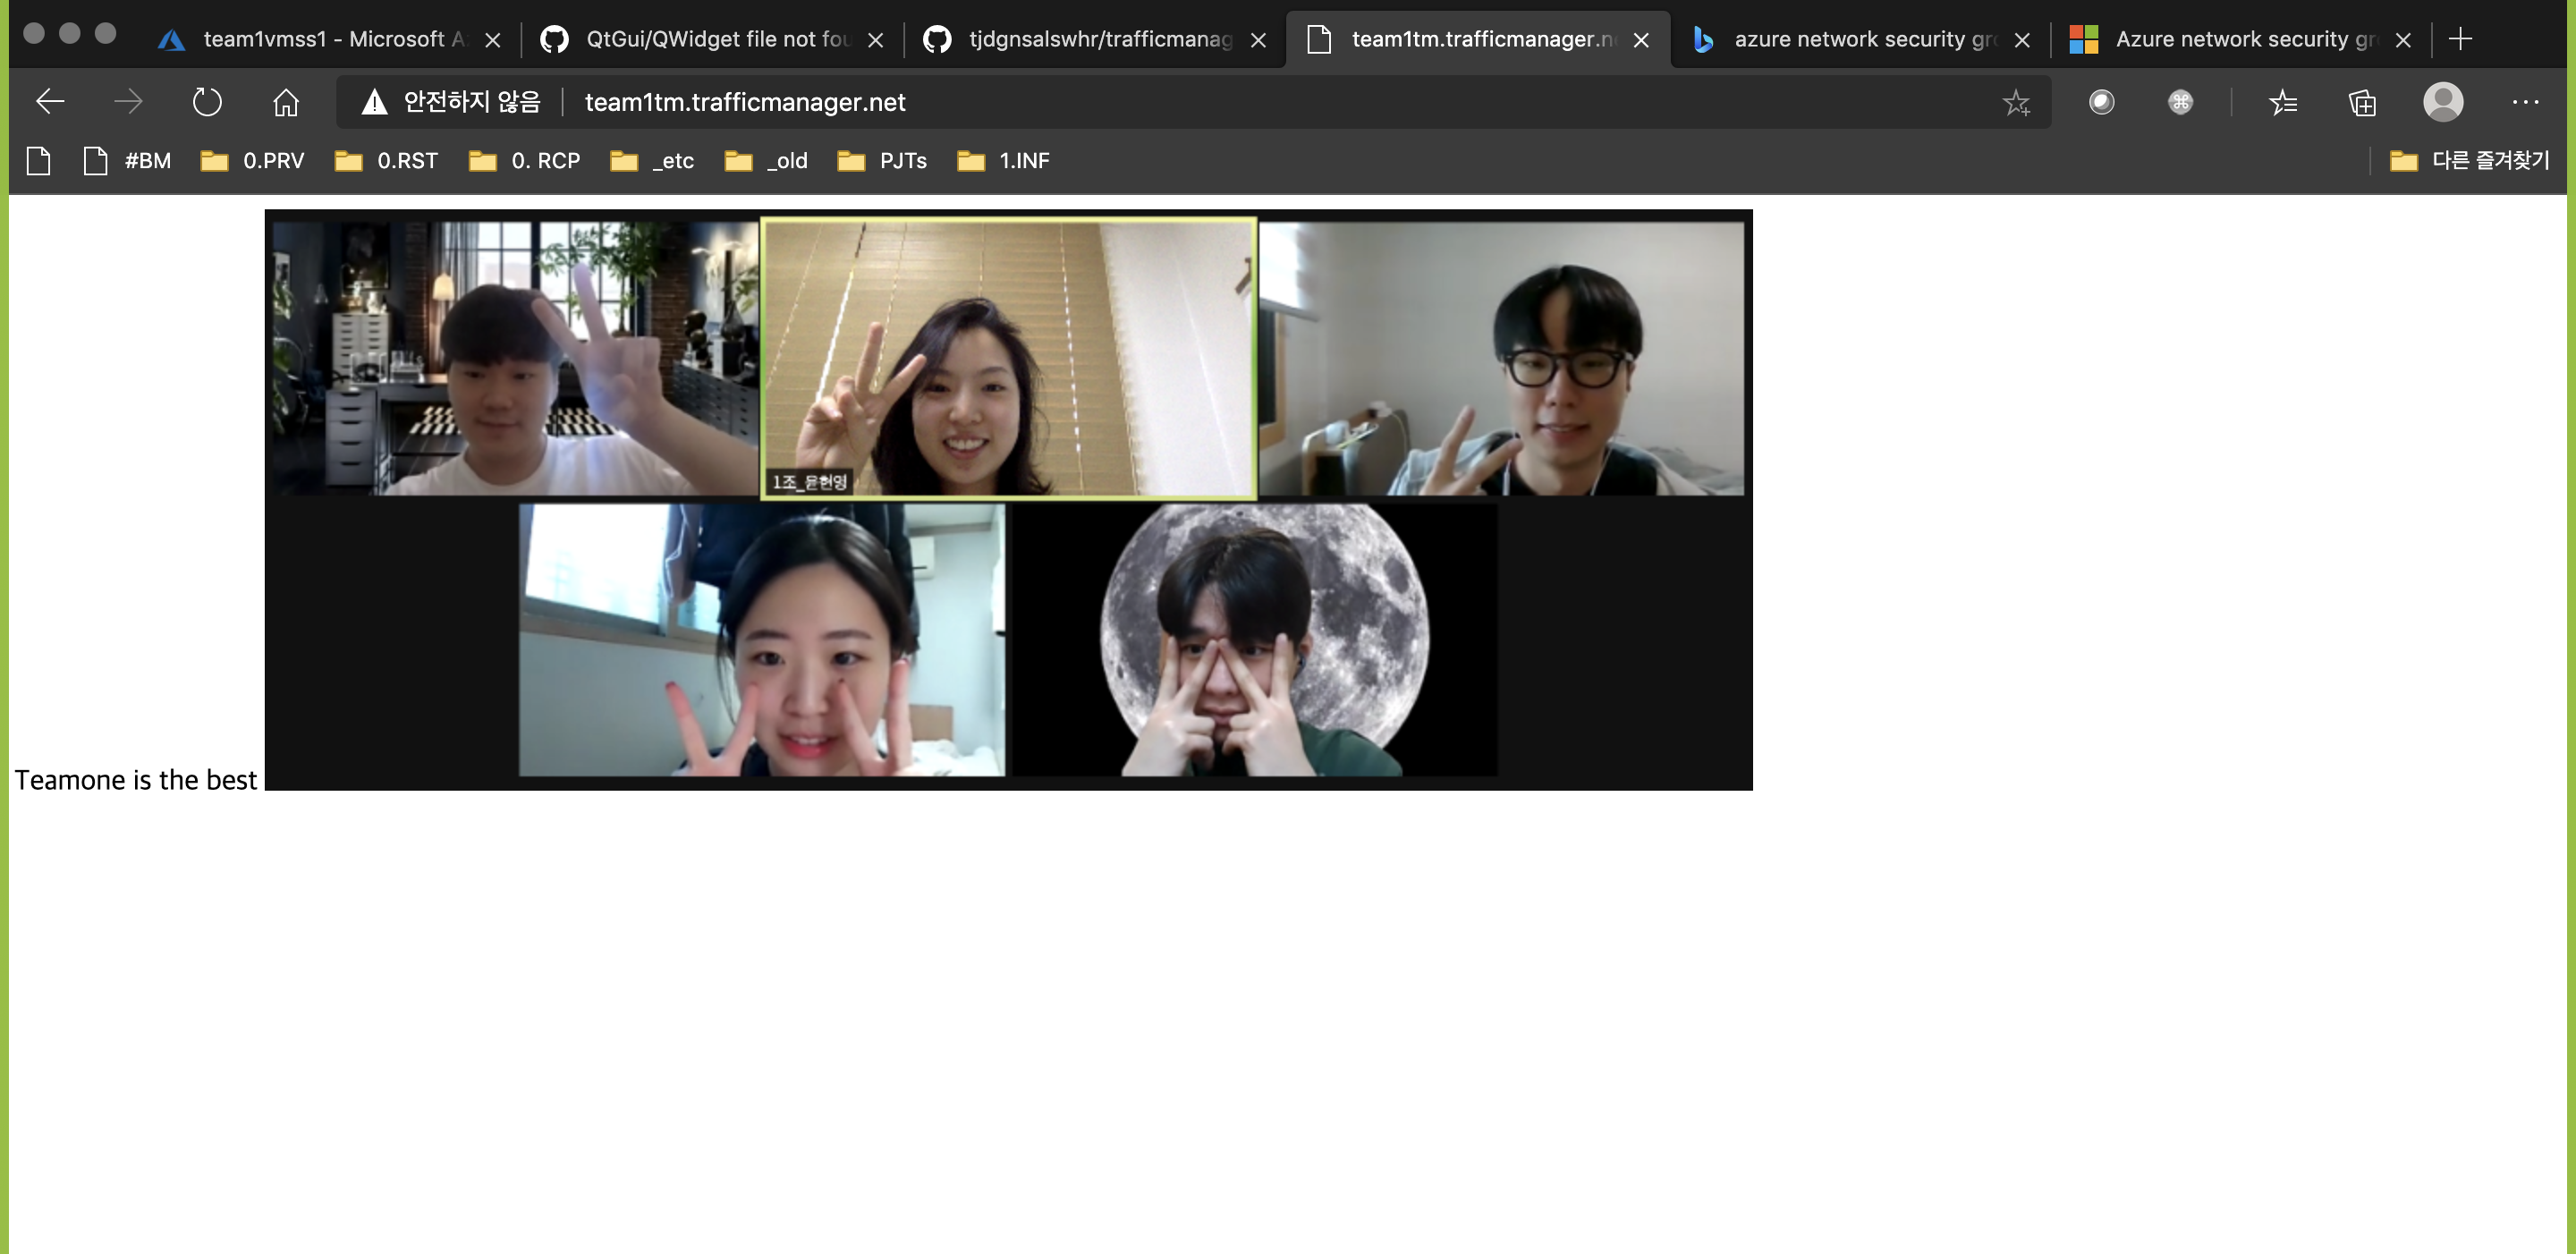 team1vmss1 - Microsoft A
QtGui/QWidget file not fou
tjdgnsalswhr/trafficmanag
team1tm.trafficmanager.n
azure network security gr
Azure network security gr
안전하지 않음
team1tm.trafficmanager.net
#BM
0.PRV
0.RST
0. RCP
_etc
_old
PJTs
1.INF
다른 즐겨찾기
1조_윤현영
Teamone is the best